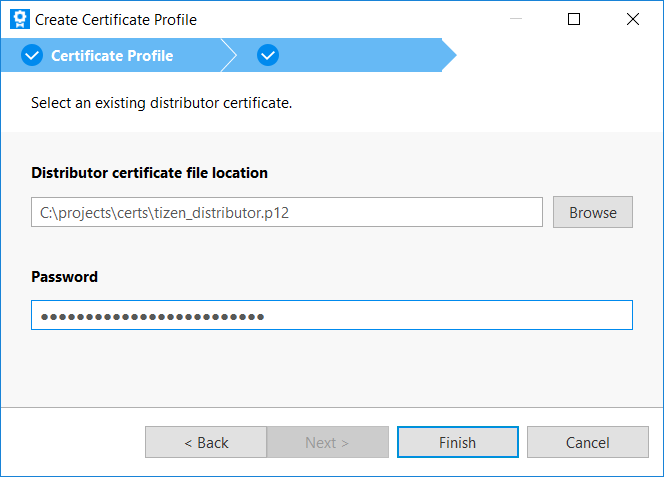 Create Certificate Profile
Certificate Profile
Select an existing distributor certificate.
Distributor certificate file location
C:\projects\certs\tizen_distributor.p12
Browse
Password
●●●●●●●●●●●●●●●●●●●●●●●●●
< Back
Next >
Finish
Cancel